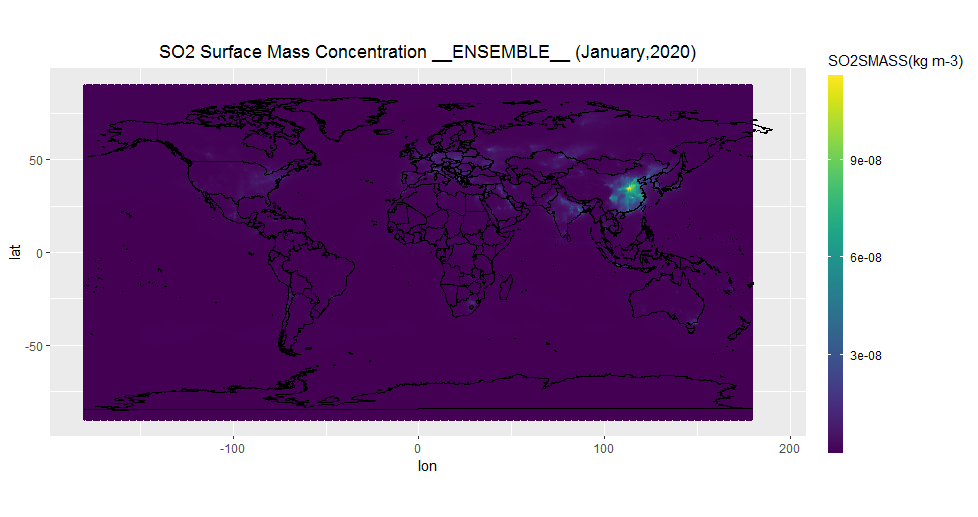 SO2 Surface Mass Concentration __ENSEMBLE__ (January,2020)
SO2SMASS(kg m-3)
9e-08
6e-08
3e-08
lat
50
0
-50
-100
0
100
200
lon